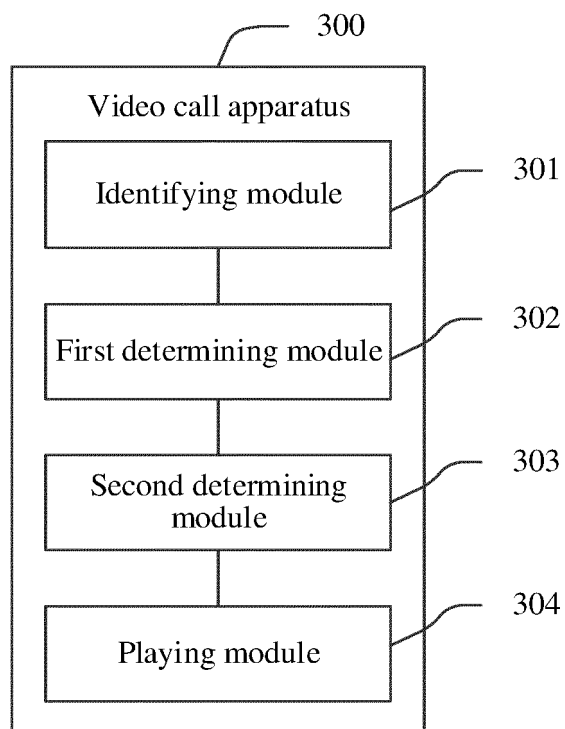 300
Video call apparatus
Identifying module
301
First determining module
302
Second determining
module
303
Playing module
304